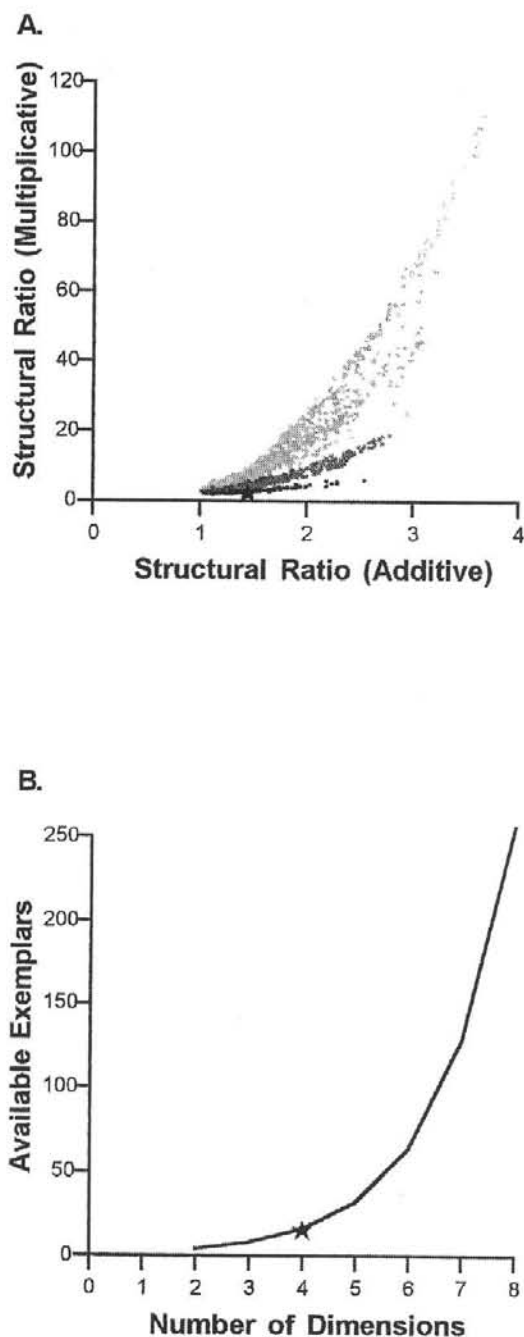 A.
Structural Ratio (Multiplicative)
120
100
80
60
40
20
0
0 1 2 3 4
Structural Ratio (Additive)
B.
Available Exemplars
250
200
150
100
50
0
0 1 2 3 4 5 6 7 8
Number of Dimensions